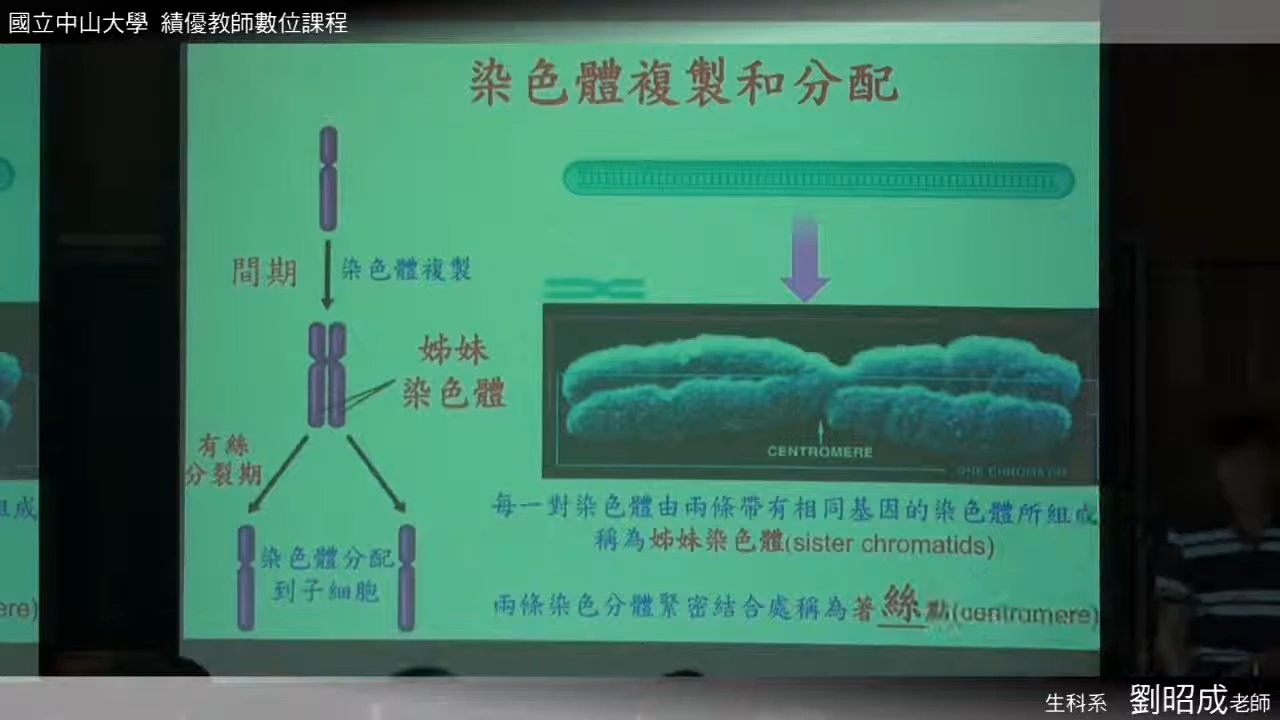 國立中山大學 績優教師數位課程
染色體複製和分配
間期
染色體複製
姊妹
染色體
有絲
分裂期
染色體分配
到子細胞
CENTROMERE
ONE CHROMATID
每一對染色體由兩條帶有相同基因的染色體所組成
稱為姊妹染色體(sister chromatids)
兩條染色分體緊密結合處稱為著絲點(centromere)
組成
ere)
生科系 劉昭成老師